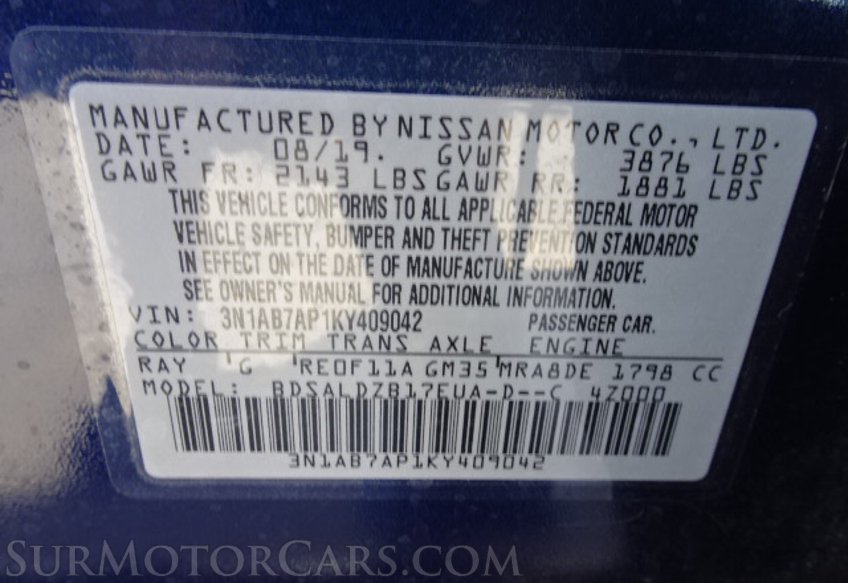 MANUFACTURED BY NISSAN MOTOR CO., LTD.
DATE: 08/19. GVWR: 3876 LBS
GAWR FR: 2143 LBS GAWR RR: 1881 LBS
THIS VEHICLE CONFORMS TO ALL APPLICABLE FEDERAL MOTOR
VEHICLE SAFETY, BUMPER AND THEFT PREVENTION STANDARDS
IN EFFECT ON THE DATE OF MANUFACTURE SHOWN ABOVE.
SEE OWNER'S MANUAL FOR ADDITIONAL INFORMATION.
VIN: 3N1AB7AP1KY409042 PASSENGER CAR.
COLOR TRIM TRANS AXLE ENGINE
RAY G RE0F11A GM35 MRA8DE 1798 CC
MODEL: BDSALDZB17EUA-D--C 4Z000
3N1AB7AP1KY409042
SurMotorCars.com